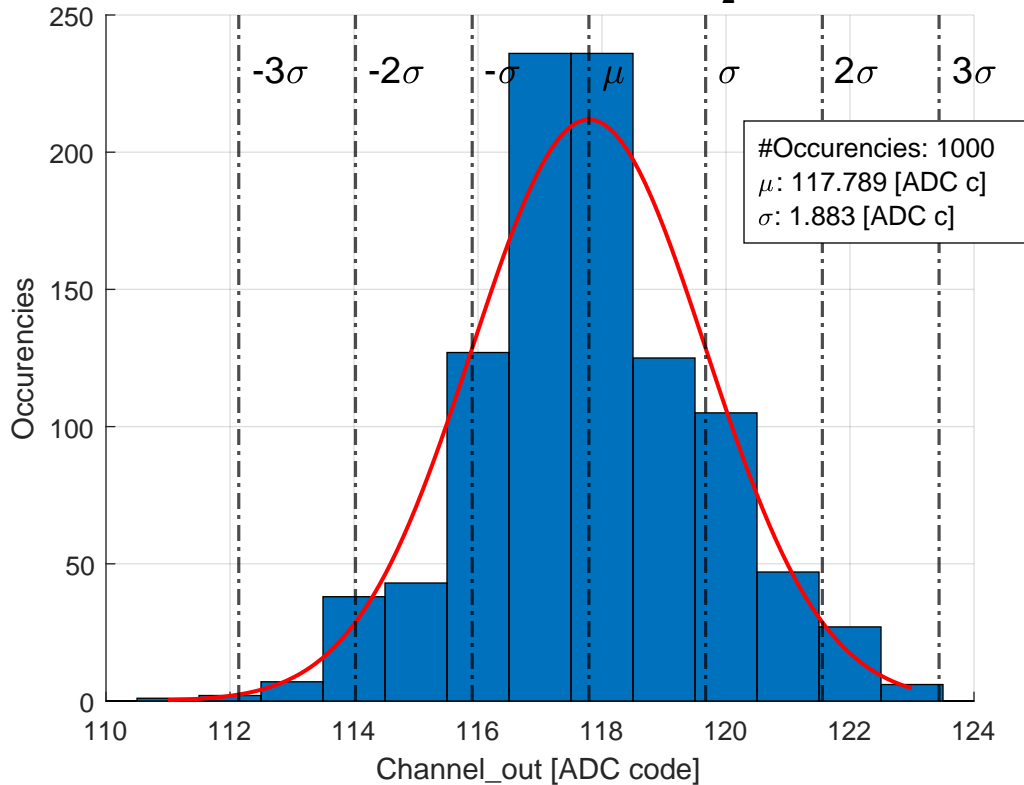 2
250
-3σ
-2σ
-σ
μ
σ
2σ
3σ
#Occurencies: 1000
μ: 117.789 [ADC c]
σ: 1.883 [ADC c]
200
150
100
50
0
Occurencies
110
112
114
116
118
120
122
124
Channel_out [ADC code]